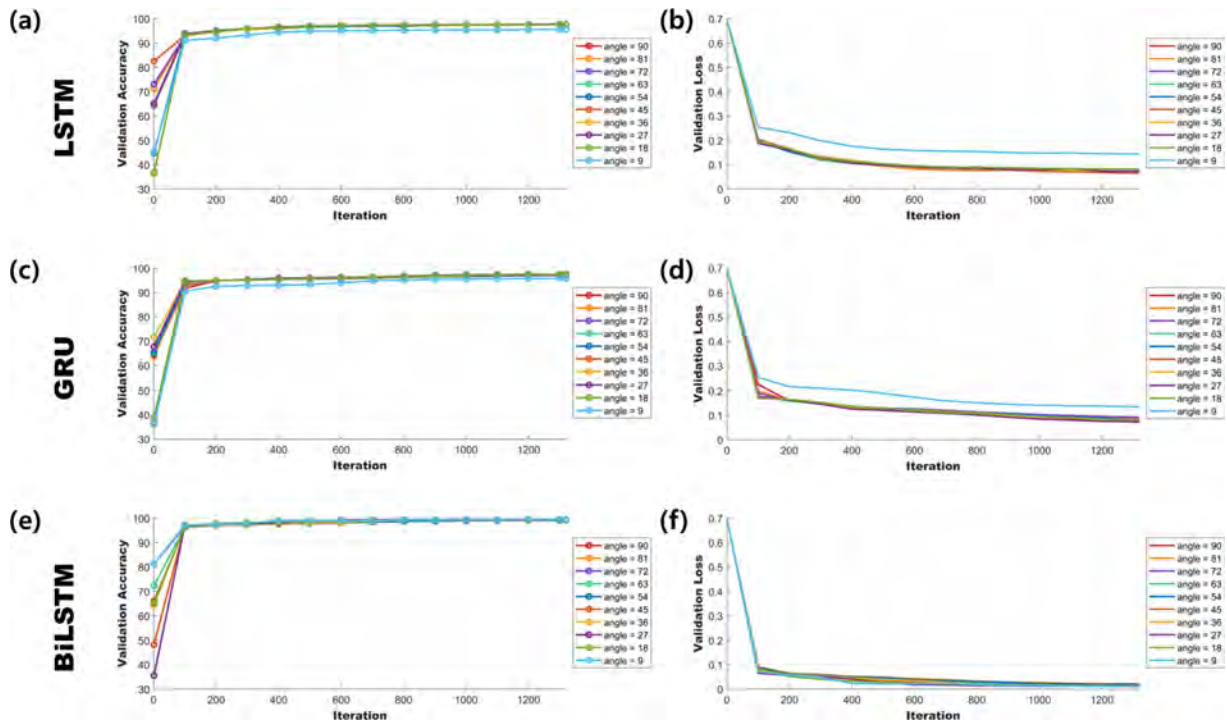 LSTM
(a)
Validation Accuracy
100
90
80
70
60
50
40
30
0 200 400 600 800 1000 1200
Iteration
angle = 90
angle = 81
angle = 72
angle = 63
angle = 54
angle = 45
angle = 36
angle = 27
angle = 18
angle = 9
(b)
Validation Loss
0.7
0.6
0.5
0.4
0.3
0.2
0.1
0
0 200 400 600 800 1000 1200
Iteration
angle = 90
angle = 81
angle = 72
angle = 63
angle = 54
angle = 45
angle = 36
angle = 27
angle = 18
angle = 9
GRU
(c)
Validation Accuracy
100
90
80
70
60
50
40
30
0 200 400 600 800 1000 1200
Iteration
angle = 90
angle = 81
angle = 72
angle = 63
angle = 54
angle = 45
angle = 36
angle = 27
angle = 18
angle = 9
(d)
Validation Loss
0.7
0.6
0.5
0.4
0.3
0.2
0.1
0
0 200 400 600 800 1000 1200
Iteration
angle = 90
angle = 81
angle = 72
angle = 63
angle = 54
angle = 45
angle = 36
angle = 27
angle = 18
angle = 9
BiLSTM
(e)
Validation Accuracy
100
90
80
70
60
50
40
30
0 200 400 600 800 1000 1200
Iteration
angle = 90
angle = 81
angle = 72
angle = 63
angle = 54
angle = 45
angle = 36
angle = 27
angle = 18
angle = 9
(f)
Validation Loss
0.7
0.6
0.5
0.4
0.3
0.2
0.1
0
0 200 400 600 800 1000 1200
Iteration
angle = 90
angle = 81
angle = 72
angle = 63
angle = 54
angle = 45
angle = 36
angle = 27
angle = 18
angle = 9